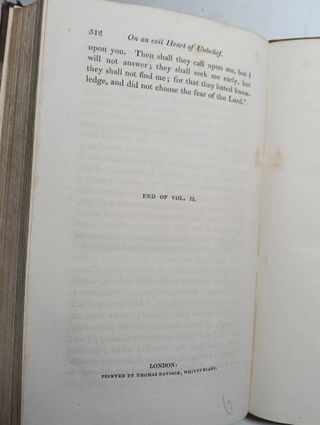 512 On an evil Heart of Unbelief.
upon you. Then shall they call upon me, but I
will not answer; they shall seek me early, but
they shall not find me; for that they hated know-
ledge, and did not choose the fear of the Lord."
END OF VOL. II.
LONDON:
PRINTED BY THOMAS DAVISON, WHITEFRIARS.
6